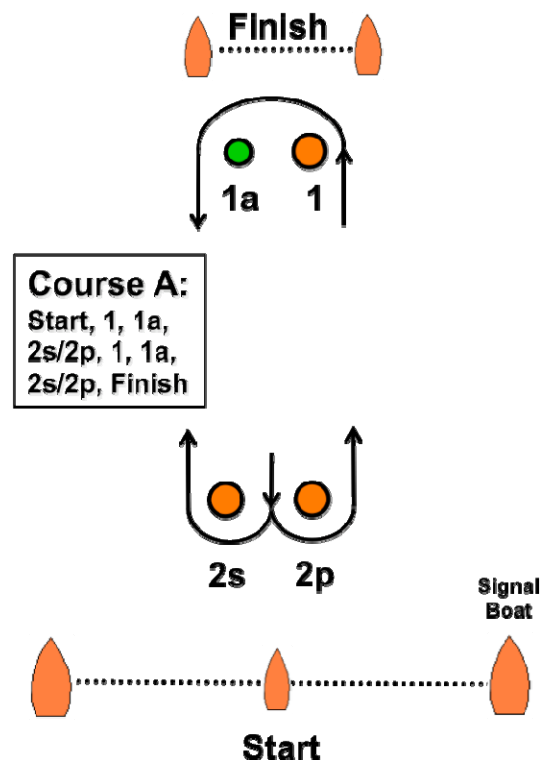 Finish
1a 1
Course A:
Start, 1, 1a,
2s/2p, 1, 1a,
2s/2p, Finish
2s 2p
Signal
Boat
Start